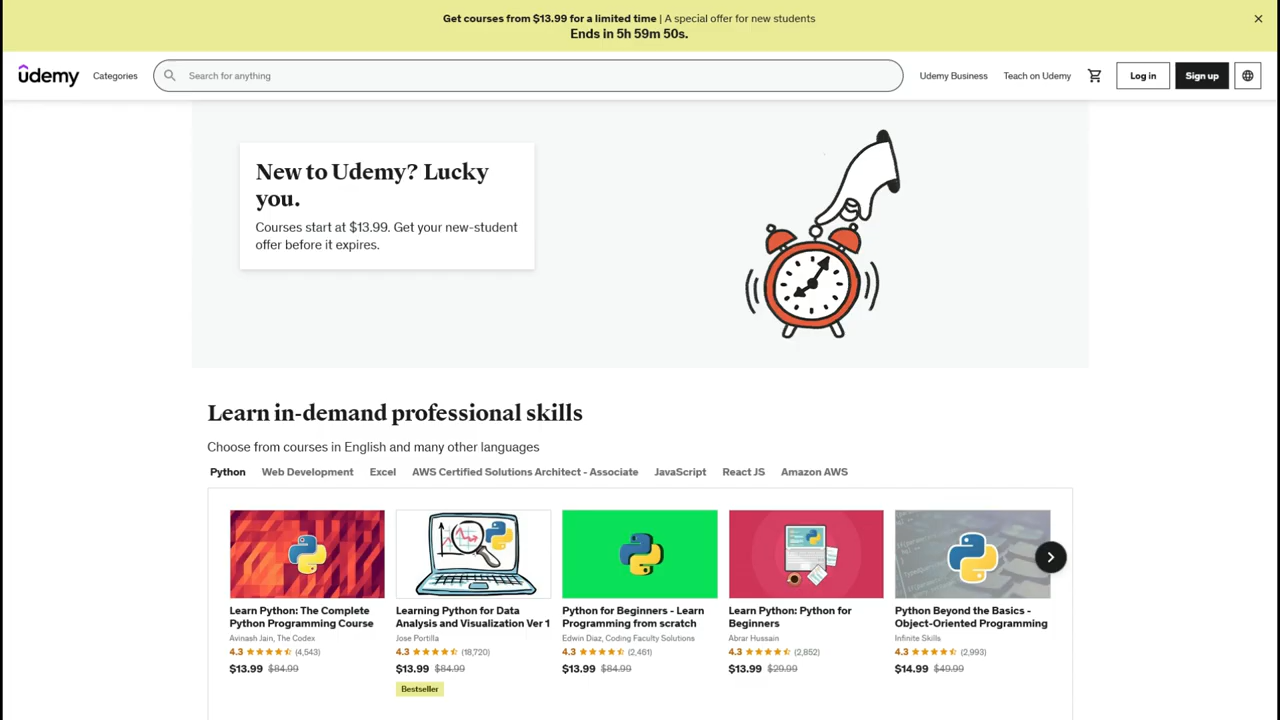 Get courses from $13.99 for a limited time | A special offer for new students
Ends in 5h 59m 50s.
udemy
Categories
Search for anything
Udemy Business
Teach on Udemy
Log in
Sign up
New to Udemy? Lucky
you.
Courses start at $13.99. Get your new-student
offer before it expires.
Learn in-demand professional skills
Choose from courses in English and many other languages
Python
Web Development
Excel
AWS Certified Solutions Architect - Associate
JavaScript
React JS
Amazon AWS
Learn Python: The Complete
Python Programming Course
Avinash Jain, The Codex
4.3 (4,543)
$13.99 $84.99
Learning Python for Data
Analysis and Visualization Ver 1
Jose Portilla
4.3 (18,720)
$13.99 $84.99
Bestseller
Python for Beginners - Learn
Programming from scratch
Edwin Diaz, Coding Faculty Solutions
4.3 (2,461)
$13.99 $84.99
Learn Python: Python for
Beginners
Abrar Hussain
4.3 (2,852)
$13.99 $29.99
Python Beyond the Basics -
Object-Oriented Programming
Infinite Skills
4.3 (2,993)
$14.99 $49.99